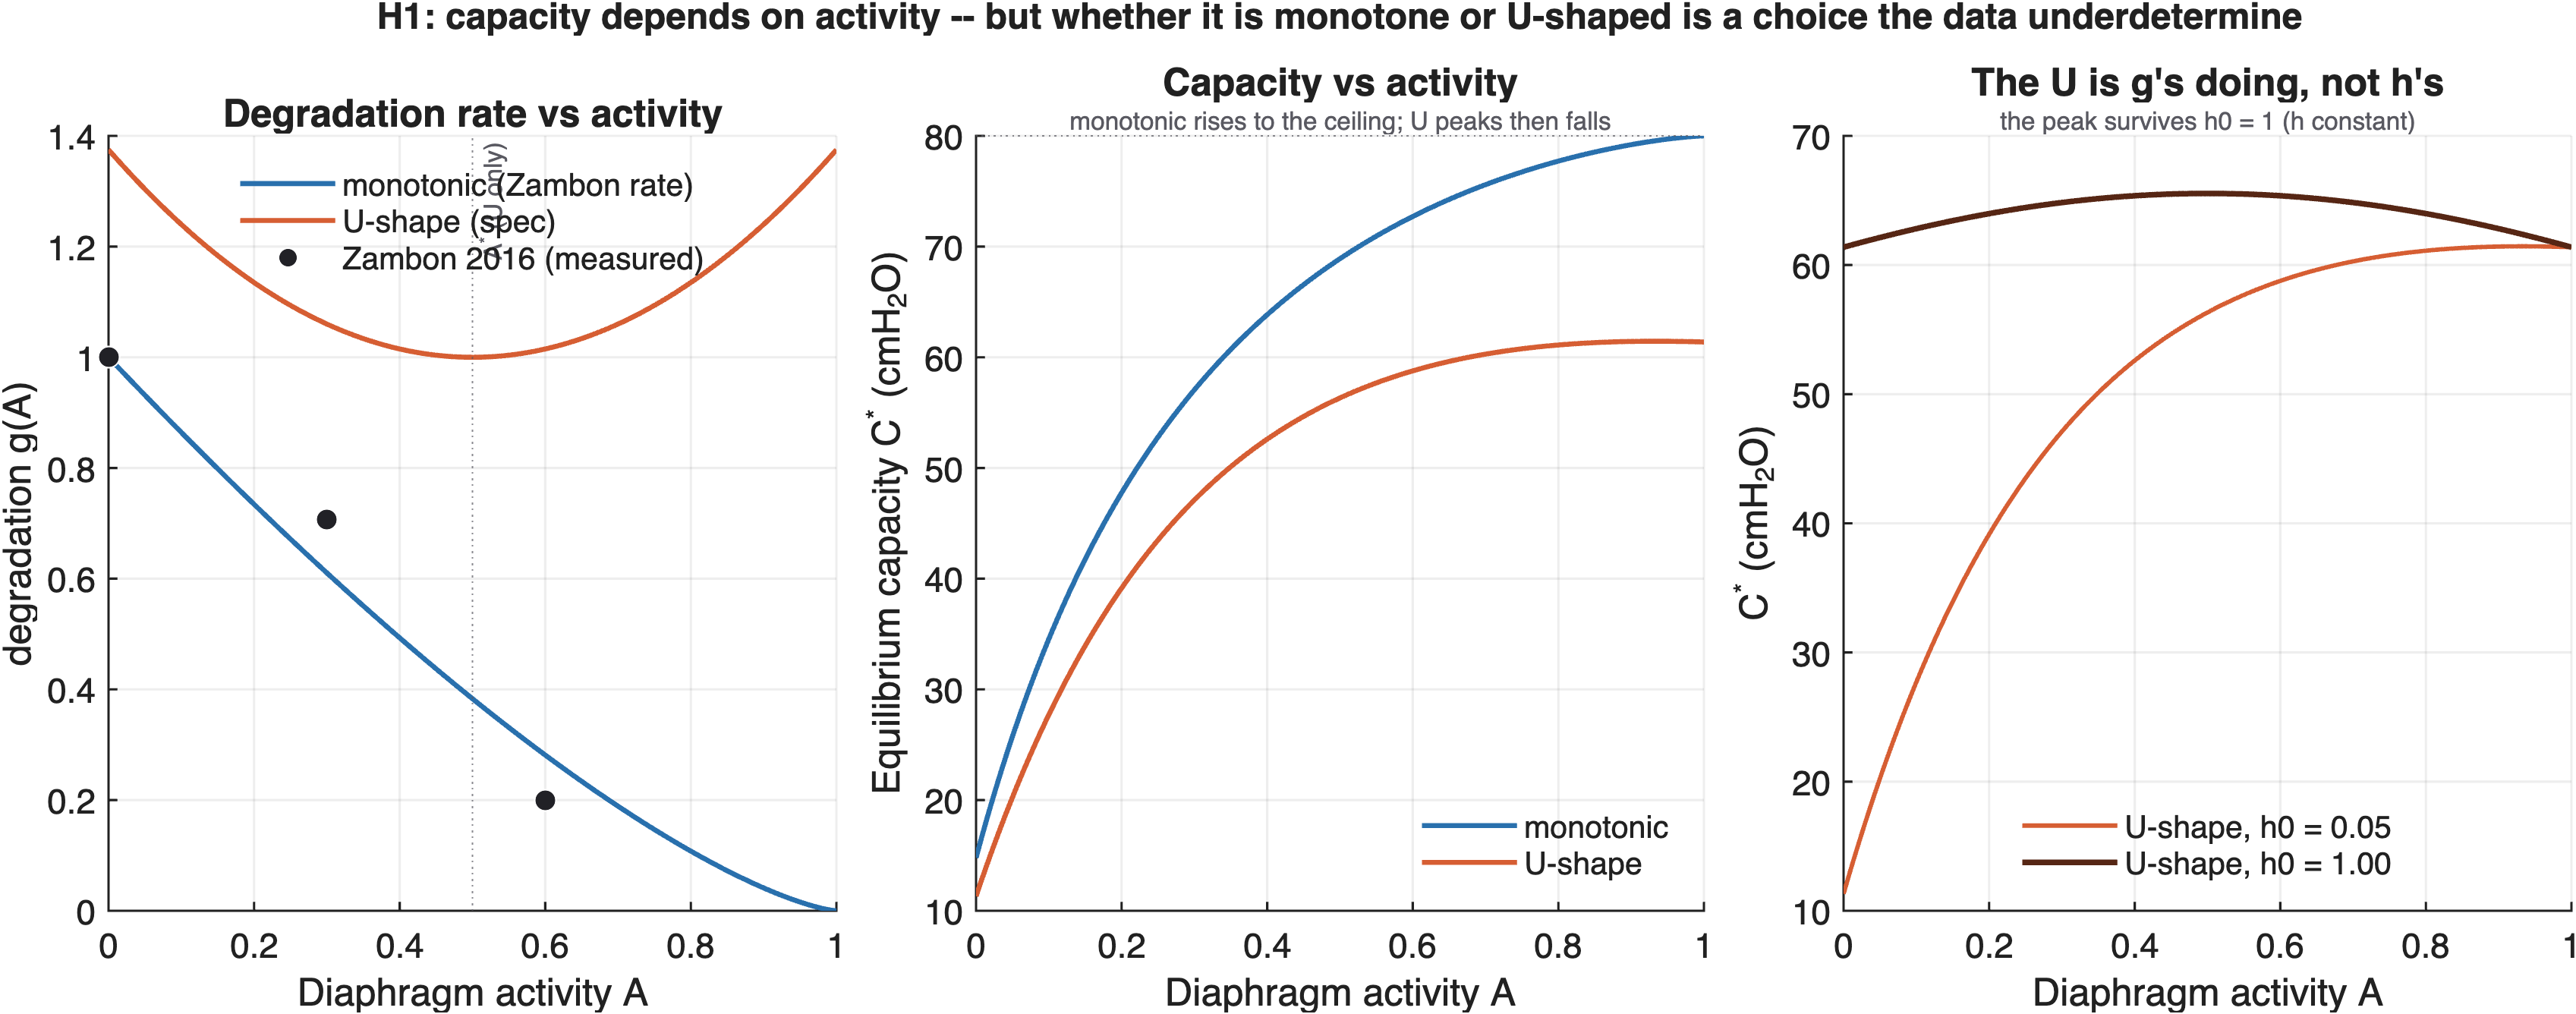 H1: capacity depends on activity -- but whether it is monotone or U-shaped is a choice the data underdetermine
Degradation rate vs activity
1.4
1.2
1
0.8
0.6
0.4
0.2
0
degradation g(A)
monotonic (Zambon rate)
U-shape (spec)
Zambon 2016 (measured)
A* (U only)
0 0.2 0.4 0.6 0.8 1
Diaphragm activity A
Capacity vs activity
monotonic rises to the ceiling; U peaks then falls
80
70
60
50
40
30
20
10
Equilibrium capacity C* (cmH₂O)
monotonic
U-shape
0 0.2 0.4 0.6 0.8 1
Diaphragm activity A
The U is g's doing, not h's
the peak survives h0 = 1 (h constant)
70
60
50
40
30
20
10
C* (cmH₂O)
U-shape, h0 = 0.05
U-shape, h0 = 1.00
0 0.2 0.4 0.6 0.8 1
Diaphragm activity A